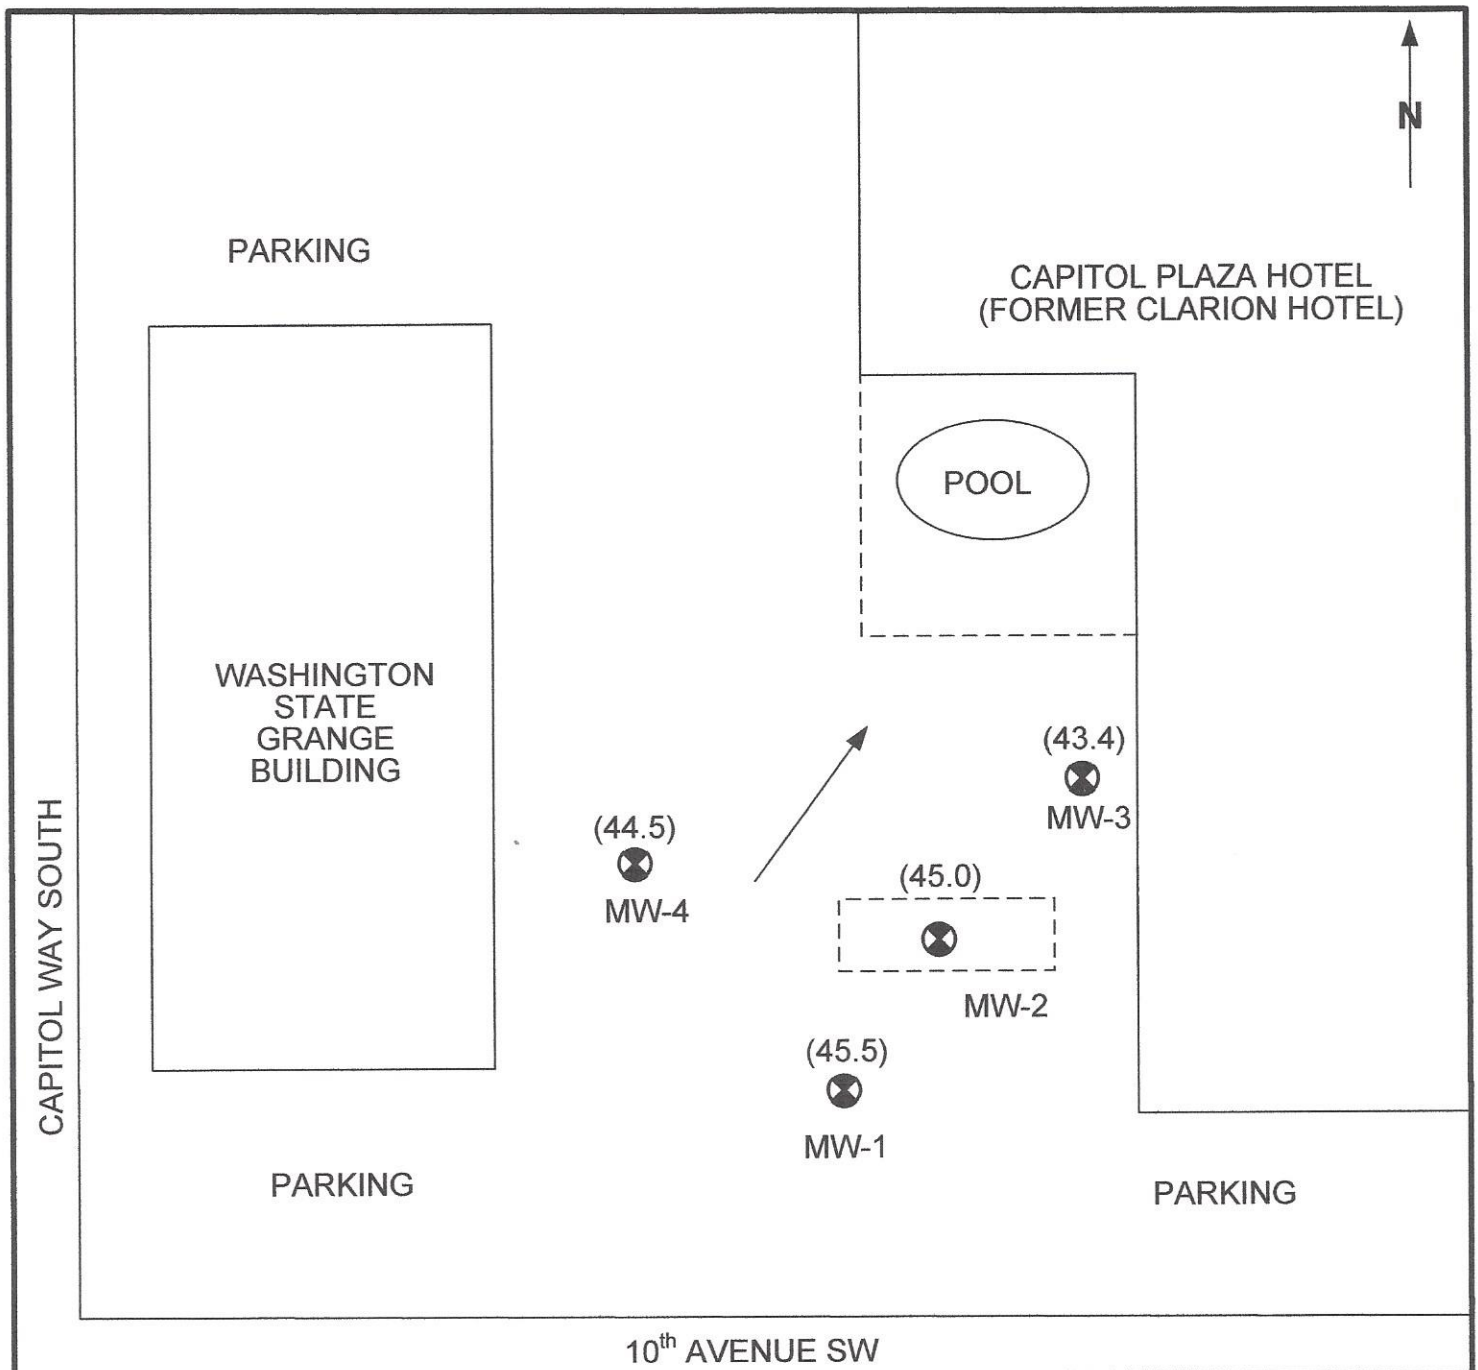 N
PARKING
CAPITOL PLAZA HOTEL
(FORMER CLARION HOTEL)
POOL
WASHINGTON
STATE
GRANGE
BUILDING
(43.4)
MW-3
(44.5)
MW-4
(45.0)
MW-2
(45.5)
MW-1
CAPITOL WAY SOUTH
PARKING
PARKING
10th AVENUE SW